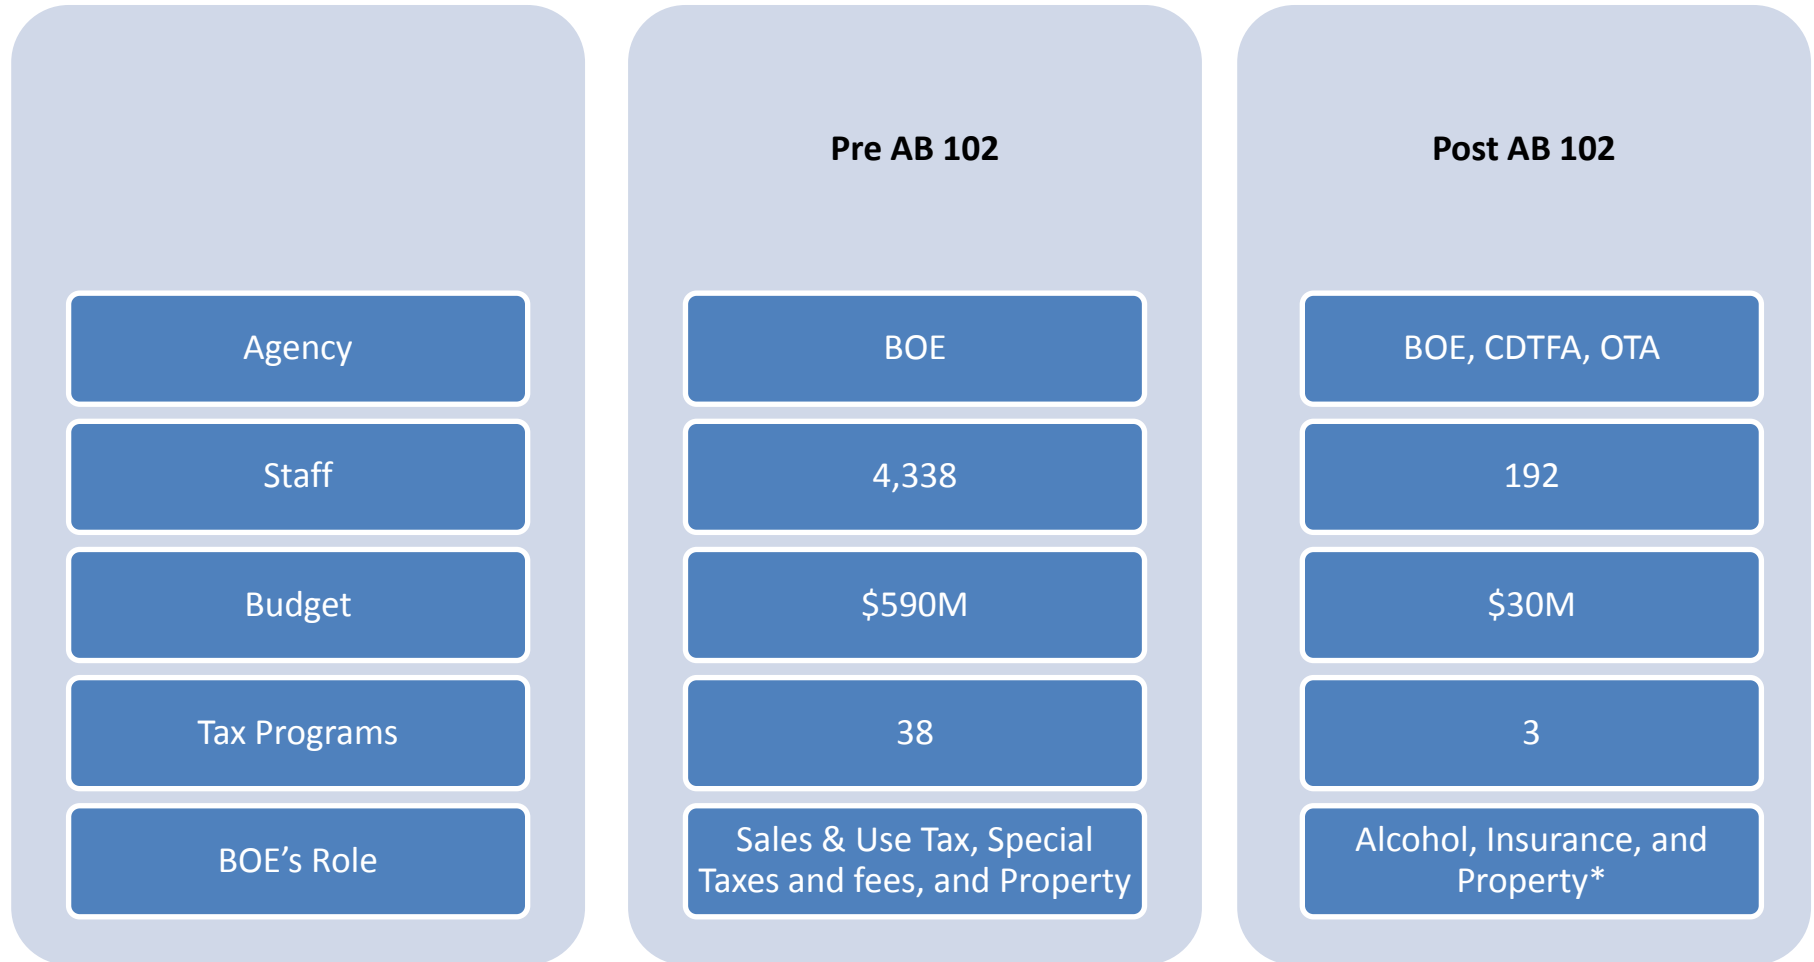 Pre AB 102
Post AB 102
Agency
BOE
BOE, CDTFA, OTA
Staff
4,338
192
Budget
$590M
$30M
Tax Programs
38
3
BOE’s Role
Sales & Use Tax, Special
Taxes and fees, and Property
Alcohol, Insurance, and
Property*